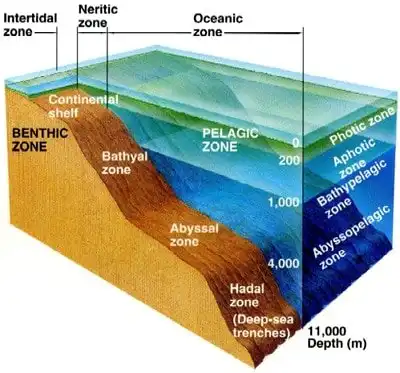 Intertidal
zone
Neritic
zone
Oceanic
zone
Continental
shelf
BENTHIC
ZONE
PELAGIC
ZONE
Bathyal
zone
Abyssal
zone
Hadal
zone
(Deep-sea
trenches)
0
200
1,000
4,000
11,000
Depth (m)
Photic zone
Aphotic
zone
Bathypelagic
zone
Abyssopelagic
zone